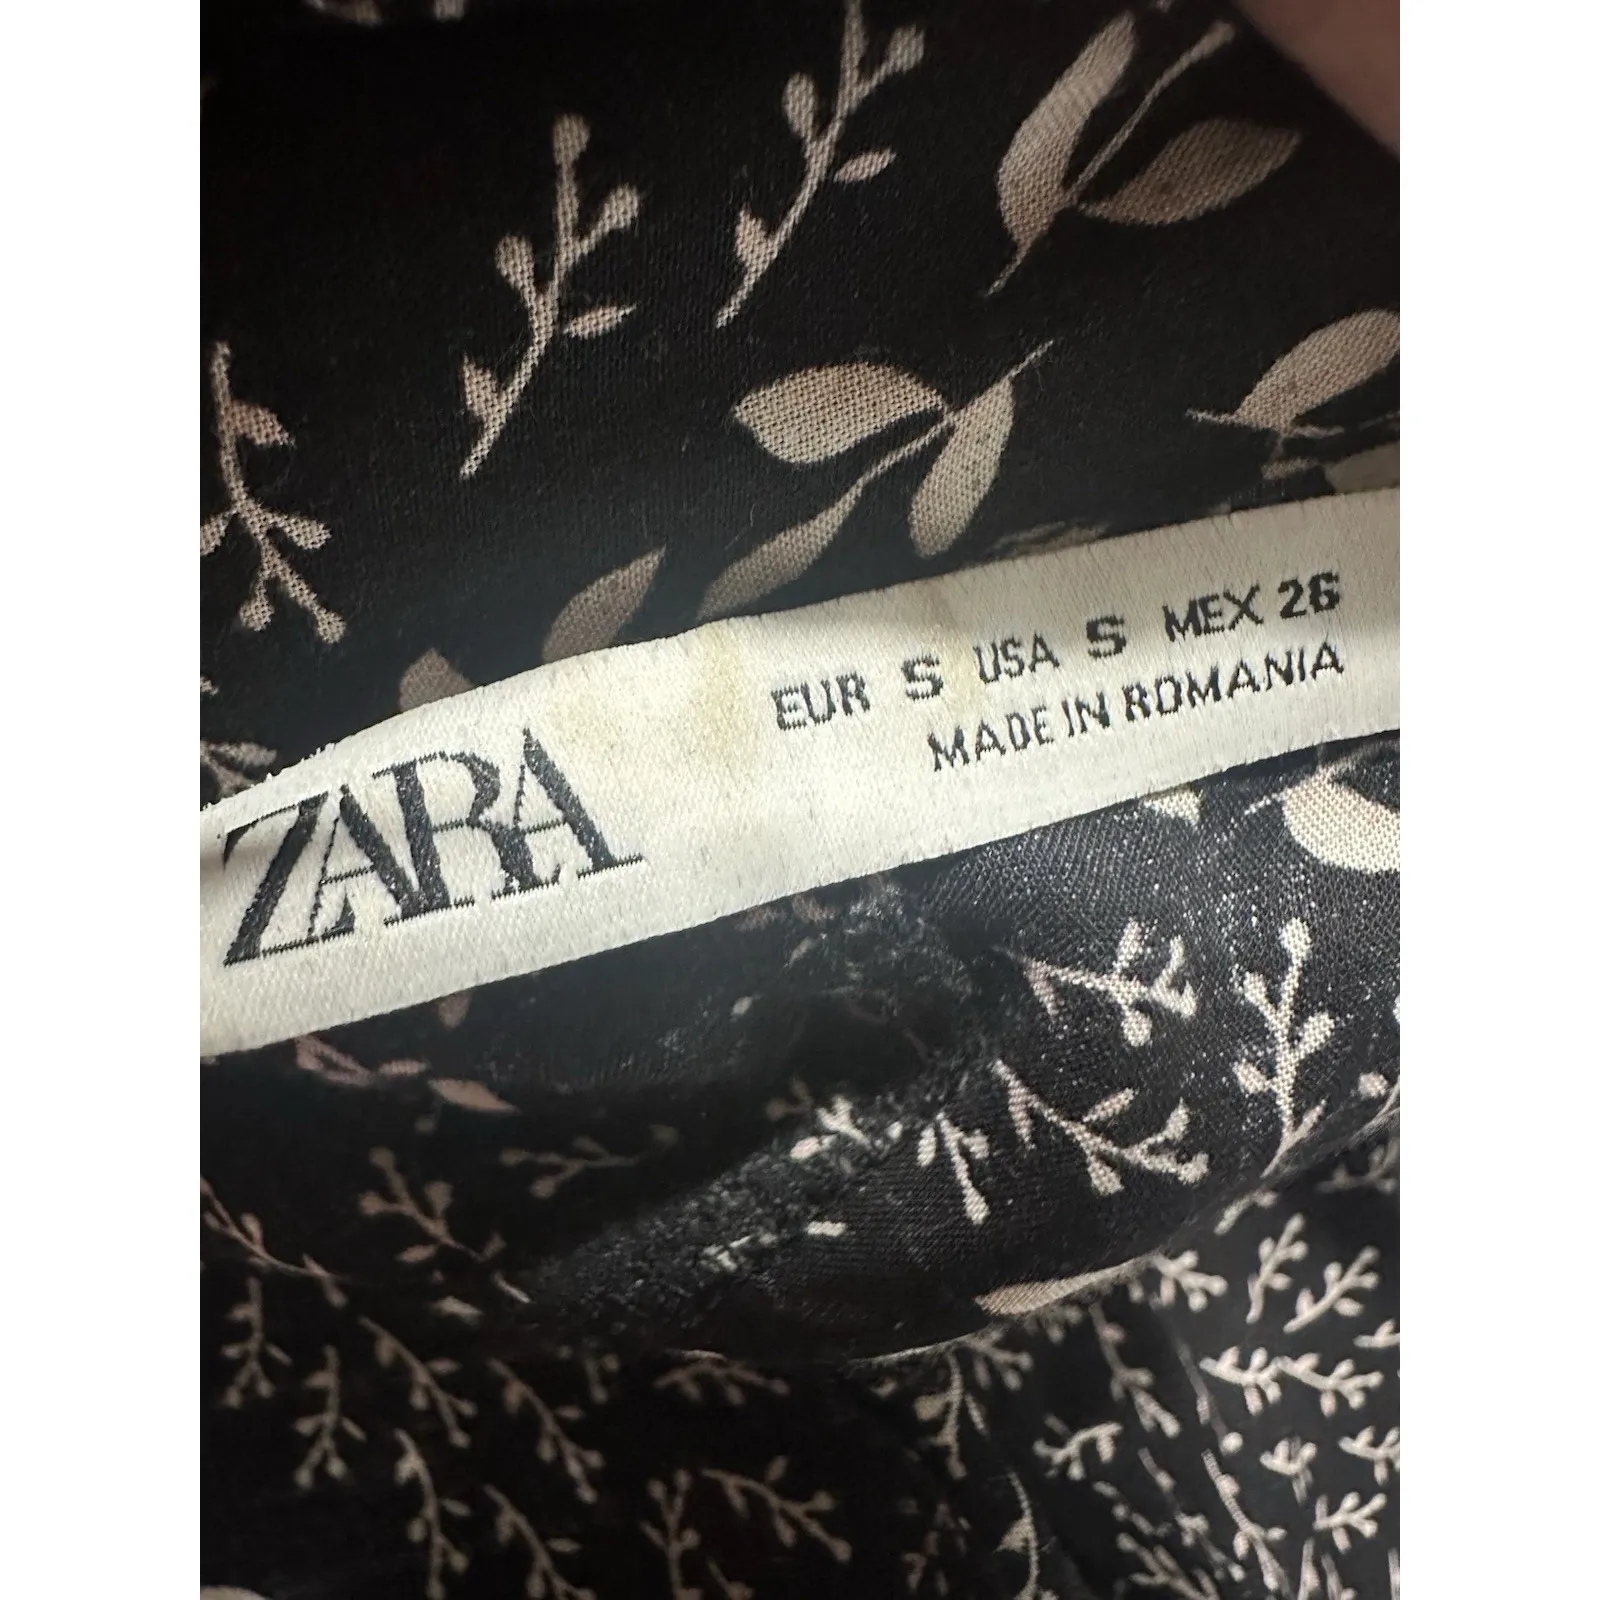 ZARA
EUR S USA S MEX 26
MADE IN ROMANIA